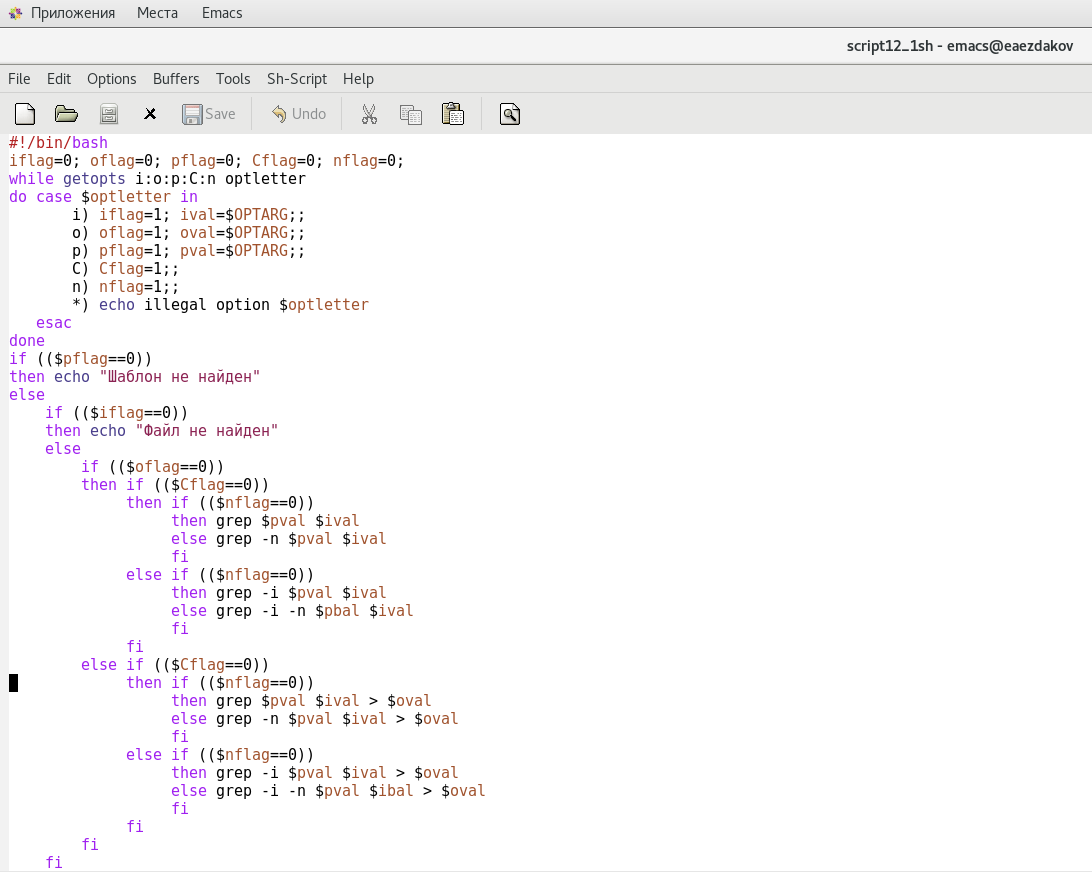 Приложения Места Emacs
script12_1sh - emacs@eaezdakov
File Edit Options Buffers Tools Sh-Script Help
Save Undo
#!/bin/bash
iflag=0; oflag=0; pflag=0; Cflag=0; nflag=0;
while getopts i:o:p:C:n optletter
do case $optletter in
       i) iflag=1; ival=$OPTARG;;
       o) oflag=1; oval=$OPTARG;;
       p) pflag=1; pval=$OPTARG;;
       C) Cflag=1;;
       n) nflag=1;;
       *) echo illegal option $optletter
   esac
done
if (($pflag==0))
then echo "Шаблон не найден"
else
    if (($iflag==0))
    then echo "Файл не найден"
    else
        if (($oflag==0))
        then if (($Cflag==0))
             then if (($nflag==0))
                  then grep $pval $ival
                  else grep -n $pval $ival
                  fi
             else if (($nflag==0))
                  then grep -i $pval $ival
                  else grep -i -n $pbal $ival
                  fi
             fi
        else if (($Cflag==0))
             then if (($nflag==0))
                  then grep $pval $ival > $oval
                  else grep -n $pval $ival > $oval
                  fi
             else if (($nflag==0))
                  then grep -i $pval $ival > $oval
                  else grep -i -n $pval $ibal > $oval
                  fi
             fi
        fi
    fi